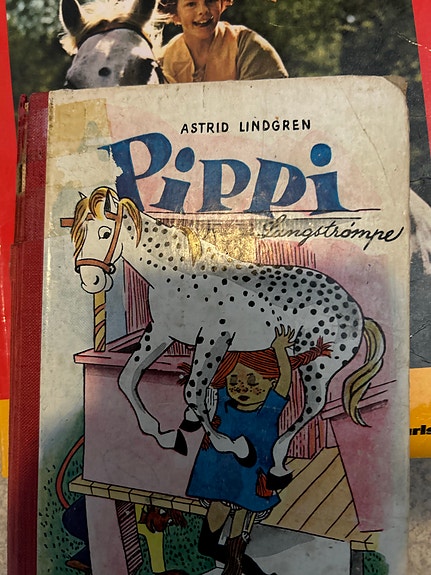 ASTRID LINDGREN
Pippi
Langstrømpe